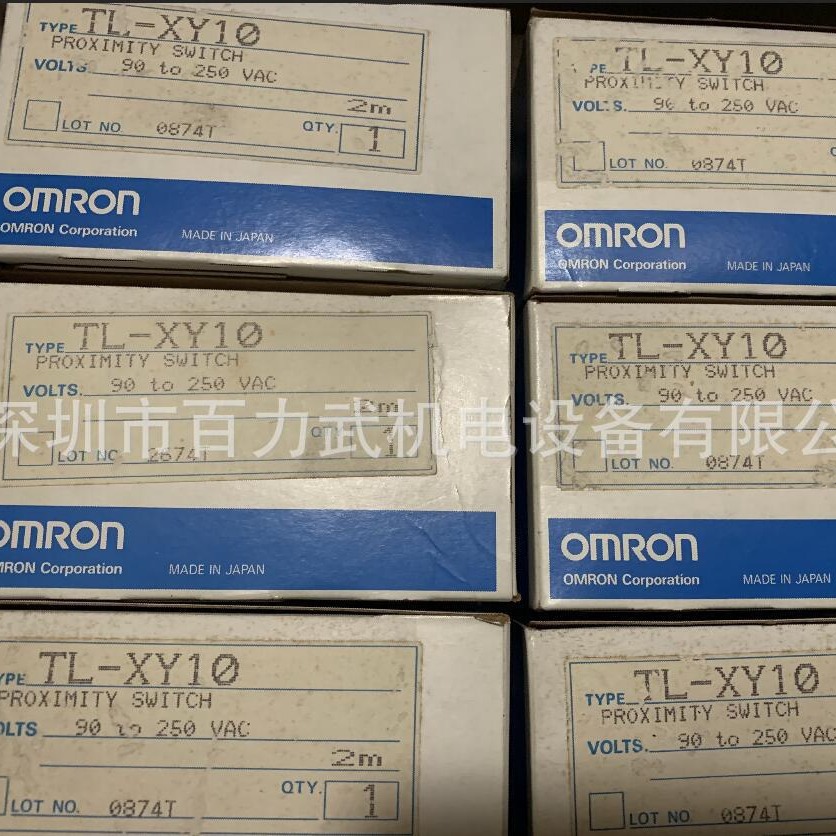 TYPE TL-XY10
PROXIMITY SWITCH
VOLTS 90 to 250 VAC
2m
LOT NO. 0874T QTY. 1
OMRON
OMRON Corporation MADE IN JAPAN
TL-XY10
PROXIMITY SWITCH
VOLTS. 90 to 250 VAC
LOT NO. 0874T
OMRON
OMRON Corporation MADE IN JAPAN
TYPE TL-XY10
PROXIMITY SWITCH
VOLTS. 90 to 250 VAC
2m
LOT NO 2674T QTY 1
OMRON
OMRON Corporation MADE IN JAPAN
TYPE TL-XY10
PROXIMITY SWITCH
VOLTS. 90 to 250 VAC
LOT NO. 0874T
OMRON
OMRON Corporation MADE IN JAPAN
深圳市百力武机电设备有限公
TYPE TL-XY10
PROXIMITY SWITCH
VOLTS 90 to 250 VAC
2m
LOT NO. 0874T QTY. 1
TYPE TL-XY10
PROXIMITY SWITCH
VOLTS. 90 to 250 VAC
LOT NO. 0874T